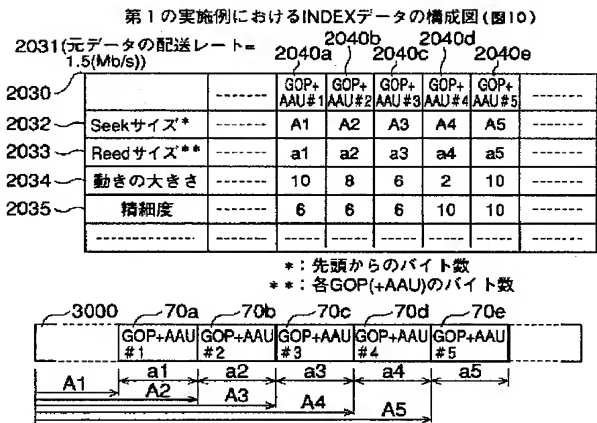 第1の実施例におけるINDEXデータの構成図(図10)
2031(元データの配送レート=1.5(Mb/s))
2040a 2040b 2040c 2040d 2040e
2030 GOP+AAU#1 GOP+AAU#2 GOP+AAU#3 GOP+AAU#4 GOP+AAU#5
2032 Seekサイズ* A1 A2 A3 A4 A5
2033 Reedサイズ** a1 a2 a3 a4 a5
2034 動きの大きさ 10 8 6 2 10
2035 精細度 6 6 6 10 10
*:先頭からのバイト数
**:各GOP(+AAU)のバイト数
3000 70a 70b 70c 70d 70e
GOP+AAU#1 GOP+AAU#2 GOP+AAU#3 GOP+AAU#4 GOP+AAU#5
a1 a2 a3 a4 a5
A1 A2 A3 A4 A5